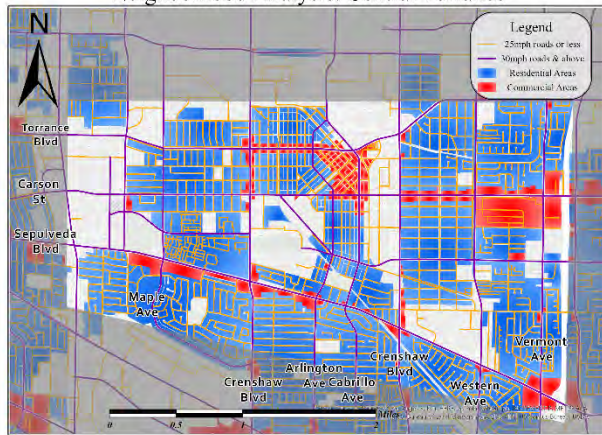 N
Legend
25mph roads or less
30mph roads & above
Residential Areas
Commercial Areas
Torrance
Blvd
Carson
St
Sepulveda
Blvd
Maple
Ave
Crenshaw
Blvd
Arlington
Ave
Cabrillo
Ave
Crenshaw
Blvd
Western
Ave
Vermont
Ave
0
0.5
1
2
Miles